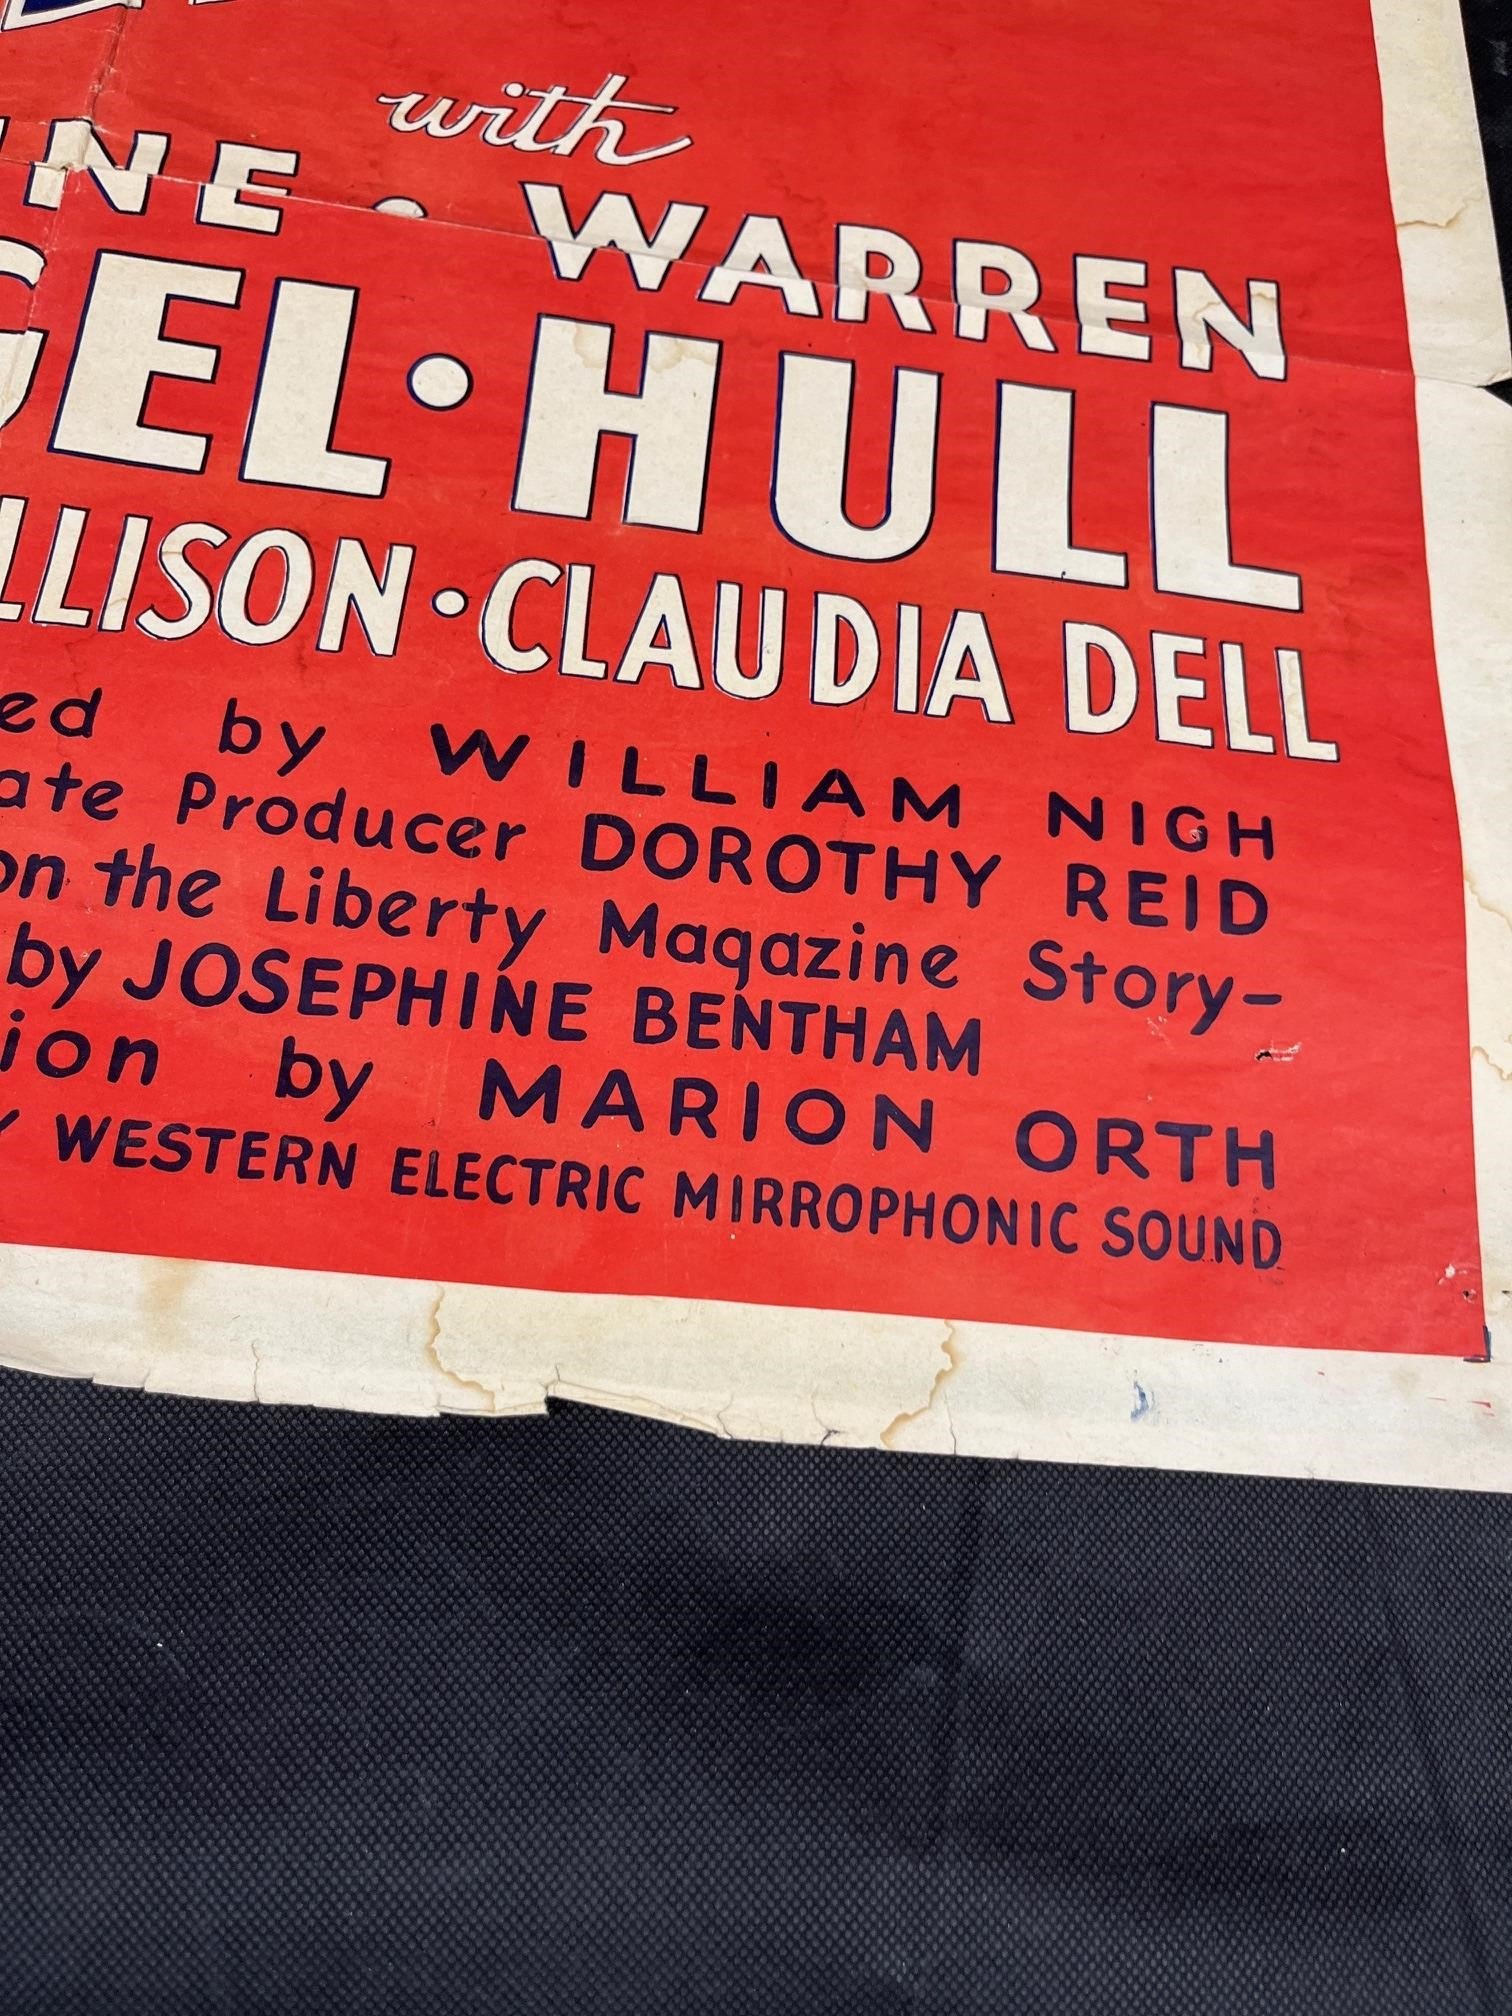 with
INE • WARREN
GEL • HULL
LLISON • CLAUDIA DELL
ed by WILLIAM NIGH
ate Producer DOROTHY REID
on the Liberty Magazine Story-
by JOSEPHINE BENTHAM
ion by MARION ORTH
Y WESTERN ELECTRIC MIRROPHONIC SOUND